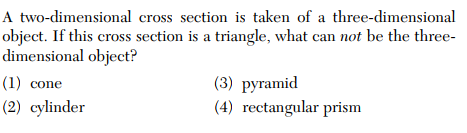 A two-dimensional cross section is taken of a three-dimensional
object. If this cross section is a triangle, what can not be the three-
dimensional object?
(1) cone (3) pyramid
(2) cylinder (4) rectangular prism